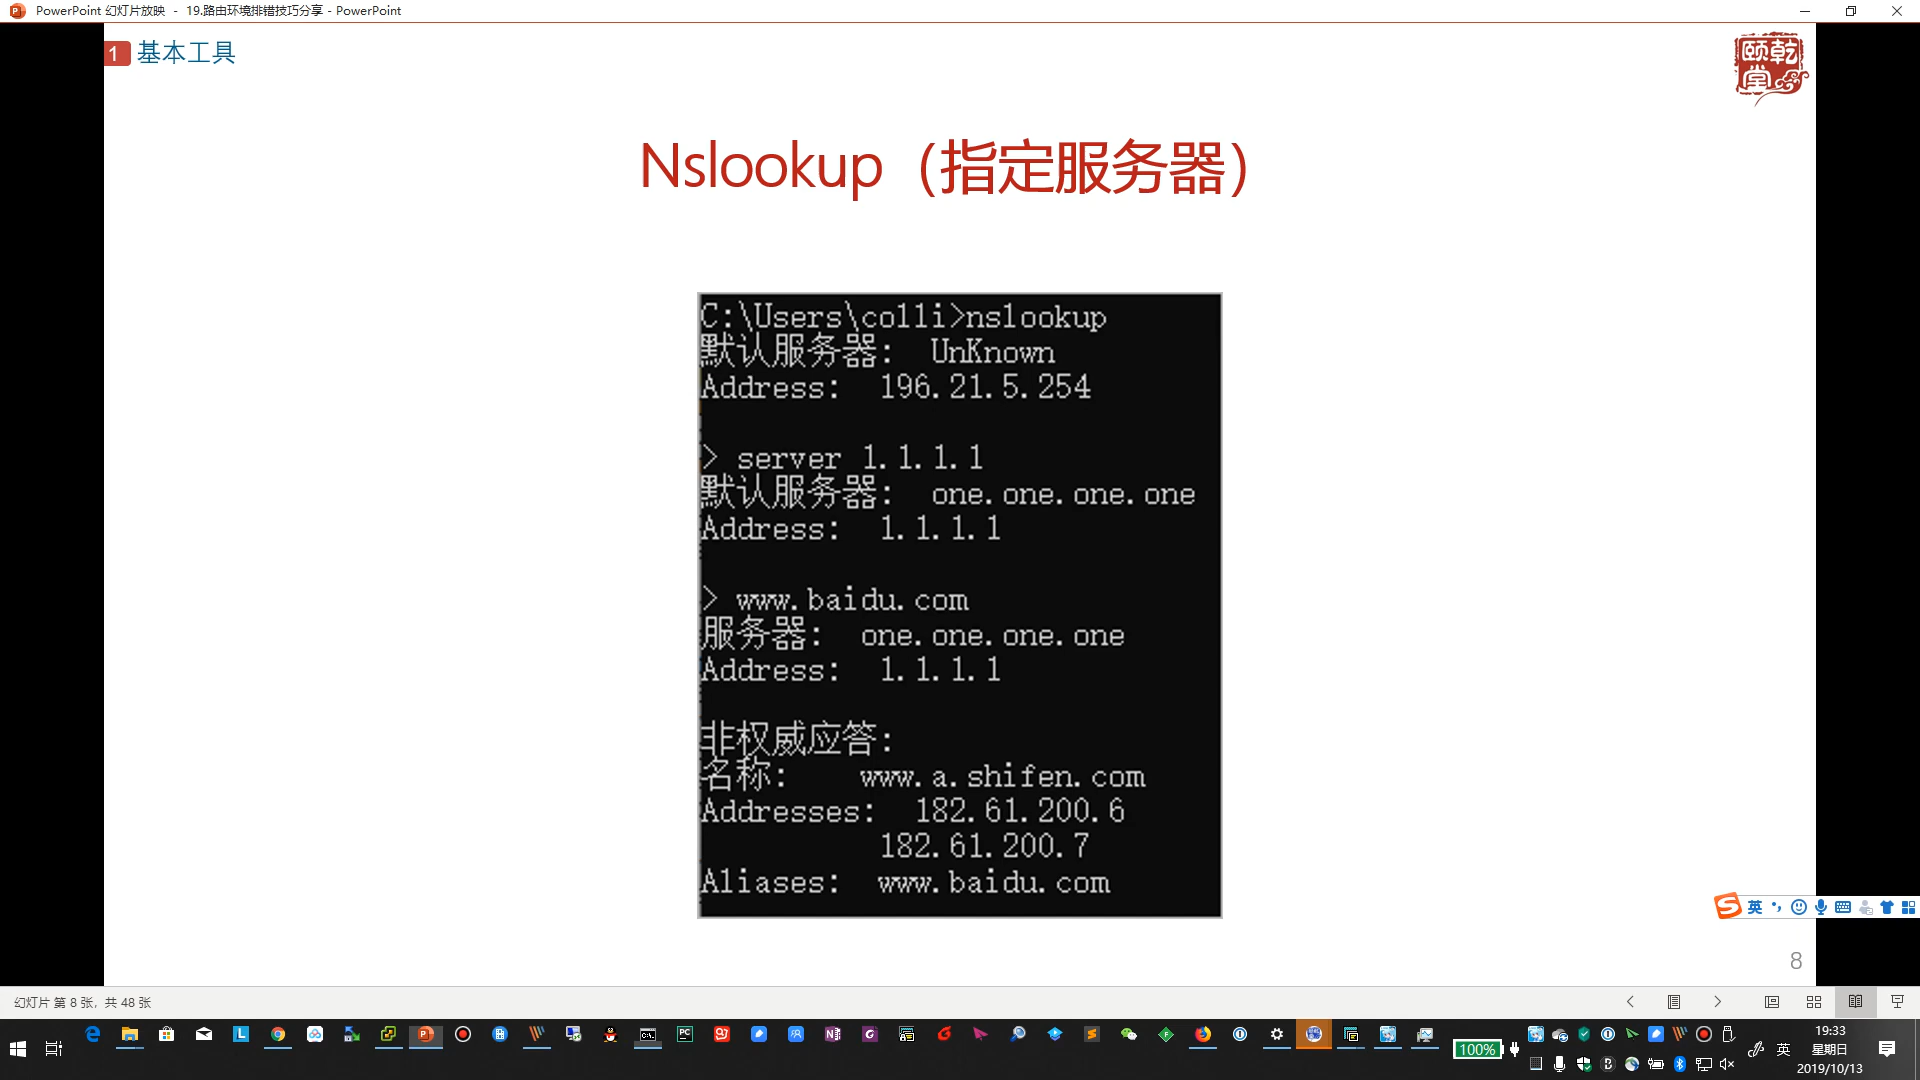 PowerPoint 幻灯片放映 - 19.路由环境排错技巧分享 - PowerPoint
1 基本工具
乾颐堂
Nslookup（指定服务器）
C:\Users\colli>nslookup
默认服务器:  UnKnown
Address:  196.21.5.254
> server 1.1.1.1
默认服务器:  one.one.one.one
Address:  1.1.1.1
> www.baidu.com
服务器:  one.one.one.one
Address:  1.1.1.1
非权威应答:
名称:    www.a.shifen.com
Addresses:  182.61.200.6
182.61.200.7
Aliases:  www.baidu.com
英
8
幻灯片 第 8 张，共 48 张
100%
英
19:33
星期日
2019/10/13